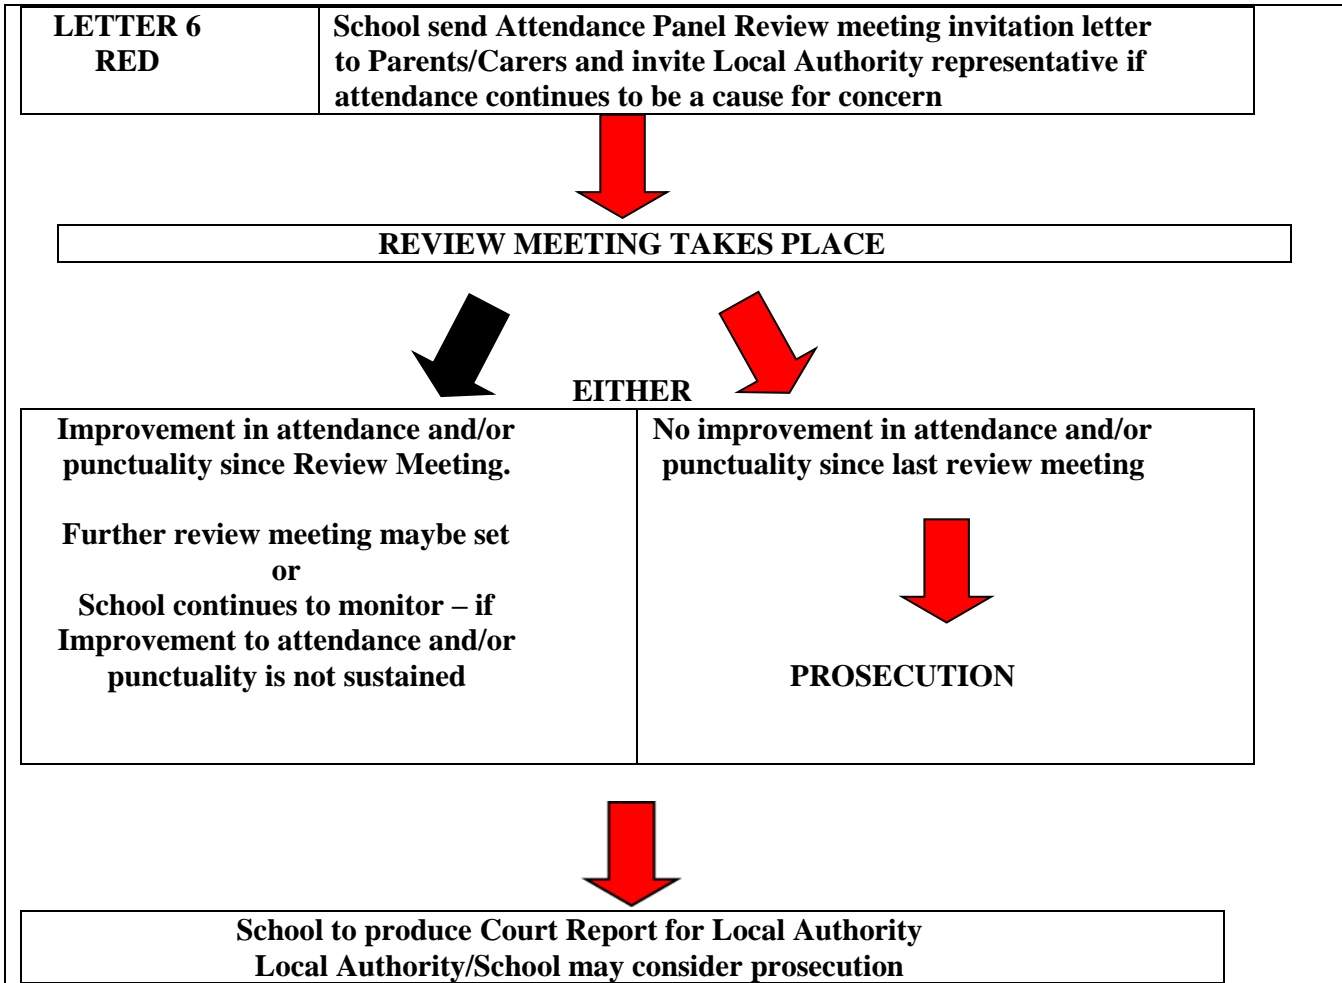 LETTER 6
RED
School send Attendance Panel Review meeting invitation letter
to Parents/Carers and invite Local Authority representative if
attendance continues to be a cause for concern
REVIEW MEETING TAKES PLACE
EITHER
Improvement in attendance and/or
punctuality since Review Meeting.
Further review meeting maybe set
or
School continues to monitor – if
Improvement to attendance and/or
punctuality is not sustained
No improvement in attendance and/or
punctuality since last review meeting
PROSECUTION
School to produce Court Report for Local Authority
Local Authority/School may consider prosecution